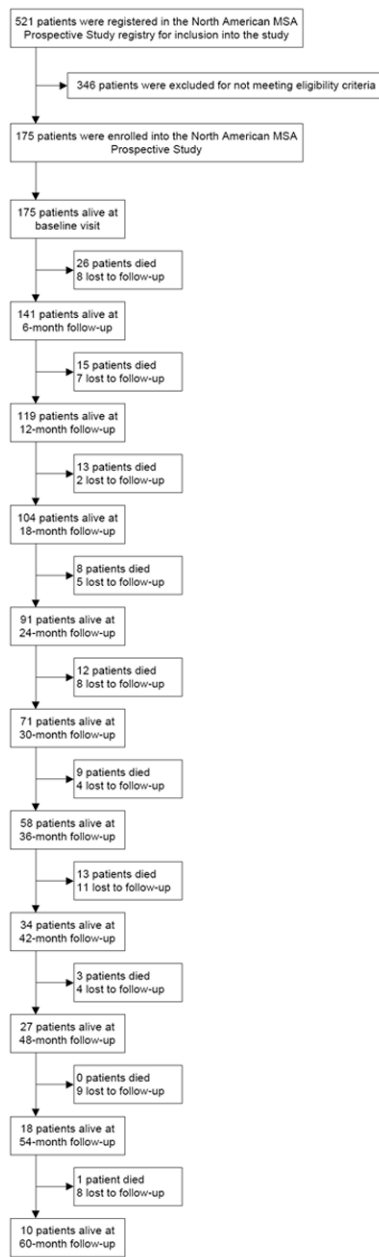 521 patients were registered in the North American MSA
Prospective Study registry for inclusion into the study
346 patients were excluded for not meeting eligibility criteria
175 patients were enrolled into the North American MSA
Prospective Study
175 patients alive at
baseline visit
26 patients died
8 lost to follow-up
141 patients alive at
6-month follow-up
15 patients died
7 lost to follow-up
119 patients alive at
12-month follow-up
13 patients died
2 lost to follow-up
104 patients alive at
18-month follow-up
8 patients died
5 lost to follow-up
91 patients alive at
24-month follow-up
12 patients died
8 lost to follow-up
71 patients alive at
30-month follow-up
9 patients died
4 lost to follow-up
58 patients alive at
36-month follow-up
13 patients died
11 lost to follow-up
34 patients alive at
42-month follow-up
3 patients died
4 lost to follow-up
27 patients alive at
48-month follow-up
0 patients died
9 lost to follow-up
18 patients alive at
54-month follow-up
1 patient died
8 lost to follow-up
10 patients alive at
60-month follow-up